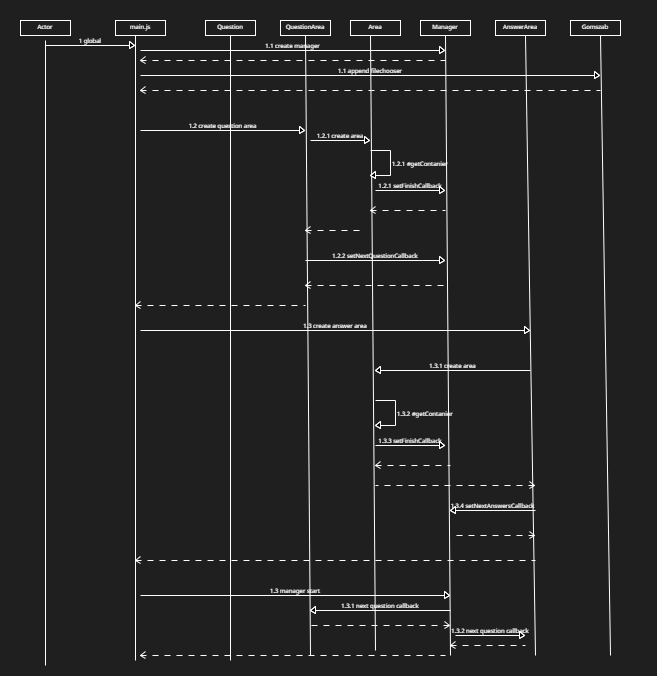 Actor
main.js
Question
QuestionArea
Area
Manager
AnswerArea
Gomszab
1 global
1.1 create manager
1.1 append filechooser
1.2 create question area
1.2.1 create area
1.2.1 #getContanier
1.2.1 setFinishCallback
1.2.2 setNextQuestionCallback
1.3 create answer area
1.3.1 create area
1.3.2 #getContanier
1.3.3 setFinishCallback
1.3.4 setNextAnswersCallback
1.3 manager start
1.3.1 next question callback
1.3.2 next question callback